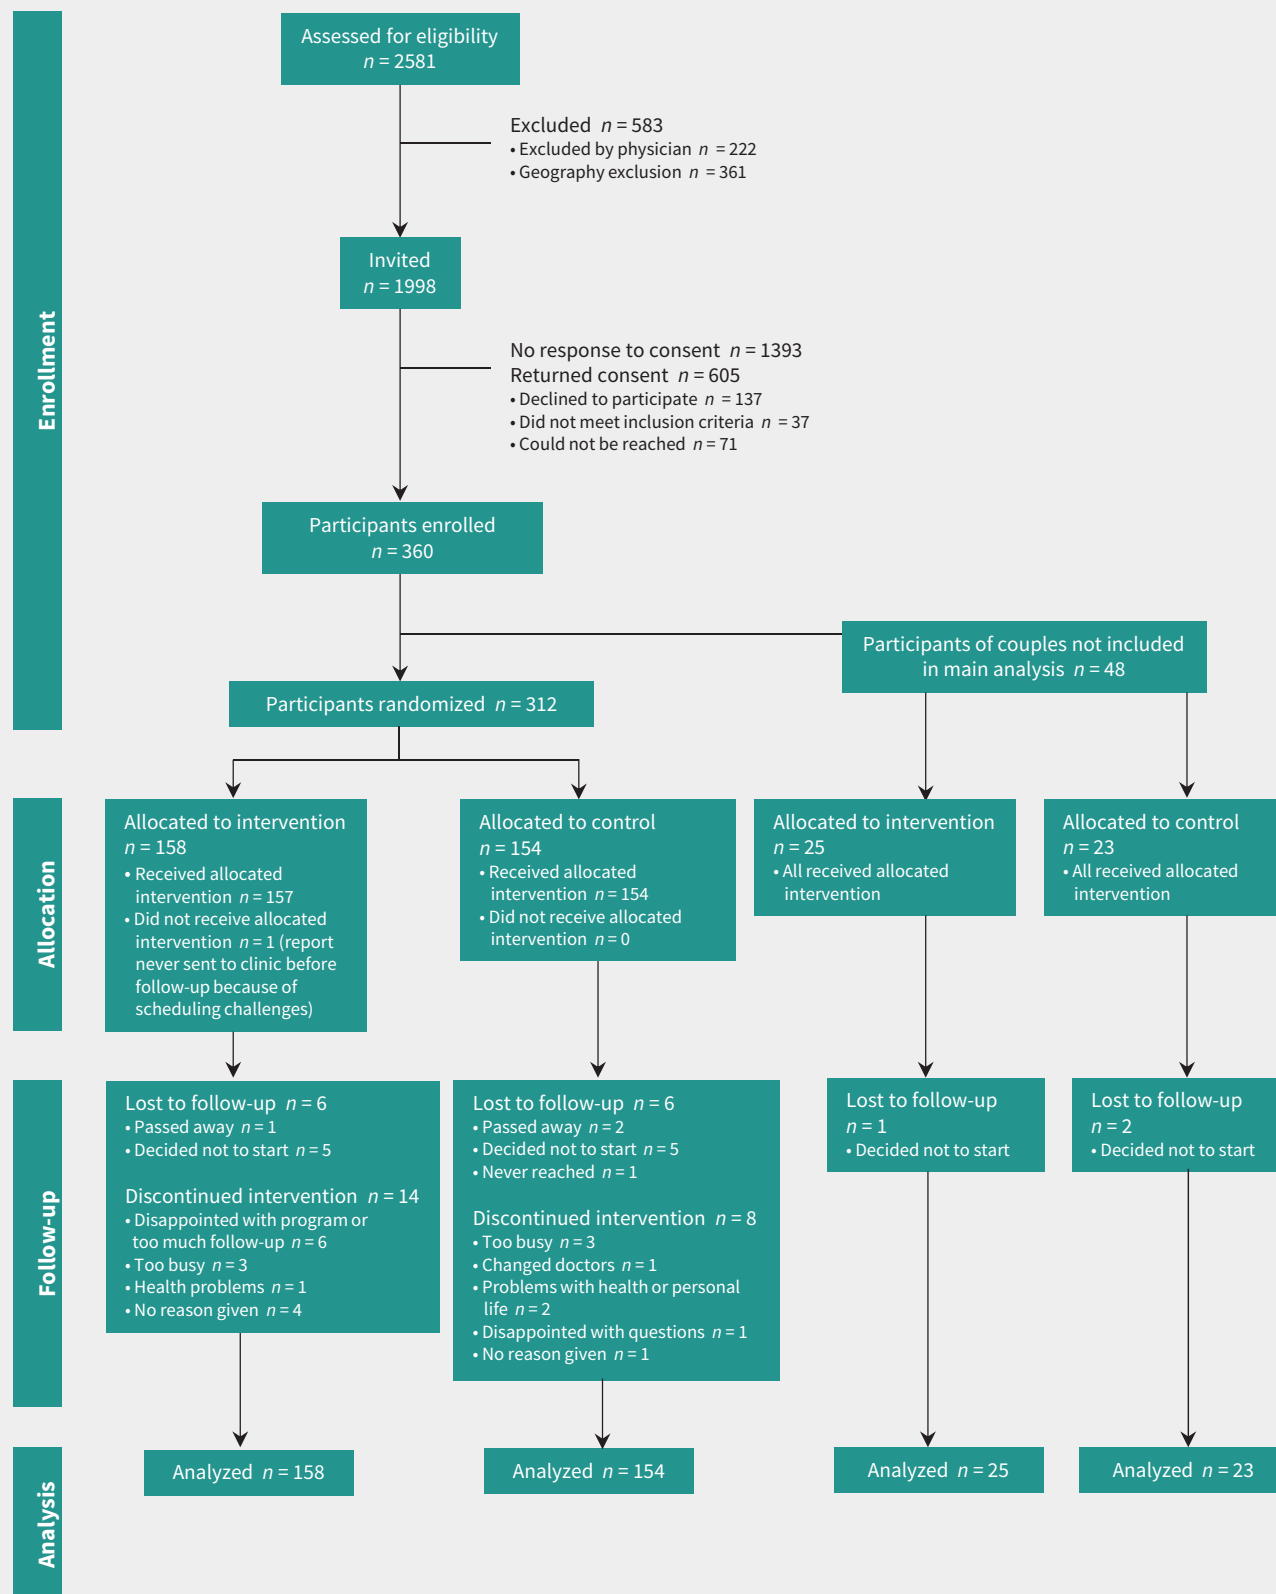 Enrollment
Assessed for eligibility
n = 2581
Excluded n = 583
• Excluded by physician n = 222
• Geography exclusion n = 361
Invited
n = 1998
No response to consent n = 1393
Returned consent n = 605
• Declined to participate n = 137
• Did not meet inclusion criteria n = 37
• Could not be reached n = 71
Participants enrolled
n = 360
Participants of couples not included
in main analysis n = 48
Participants randomized n = 312
Allocation
Allocated to intervention
n = 158
• Received allocated
intervention n = 157
• Did not receive allocated
intervention n = 1 (report
never sent to clinic before
follow-up because of
scheduling challenges)
Allocated to control
n = 154
• Received allocated
intervention n = 154
• Did not receive allocated
intervention n = 0
Allocated to intervention
n = 25
• All received allocated
intervention
Allocated to control
n = 23
• All received allocated
intervention
Follow-up
Lost to follow-up n = 6
• Passed away n = 1
• Decided not to start n = 5
Discontinued intervention n = 14
• Disappointed with program or
too much follow-up n = 6
• Too busy n = 3
• Health problems n = 1
• No reason given n = 4
Lost to follow-up n = 6
• Passed away n = 2
• Decided not to start n = 5
• Never reached n = 1
Discontinued intervention n = 8
• Too busy n = 3
• Changed doctors n = 1
• Problems with health or personal
life n = 2
• Disappointed with questions n = 1
• No reason given n = 1
Lost to follow-up
n = 1
• Decided not to start
Lost to follow-up
n = 2
• Decided not to start
Analysis
Analyzed n = 158
Analyzed n = 154
Analyzed n = 25
Analyzed n = 23